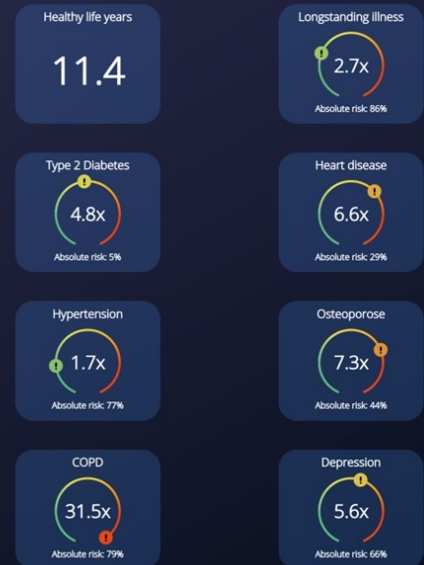 Healthy life years
11.4
Longstanding illness
2.7x
Absolute risk: 86%
Type 2 Diabetes
4.8x
Absolute risk: 5%
Heart disease
6.6x
Absolute risk: 29%
Hypertension
1.7x
Absolute risk: 77%
Osteoporose
7.3x
Absolute risk: 44%
COPD
31.5x
Absolute risk: 79%
Depression
5.6x
Absolute risk: 66%